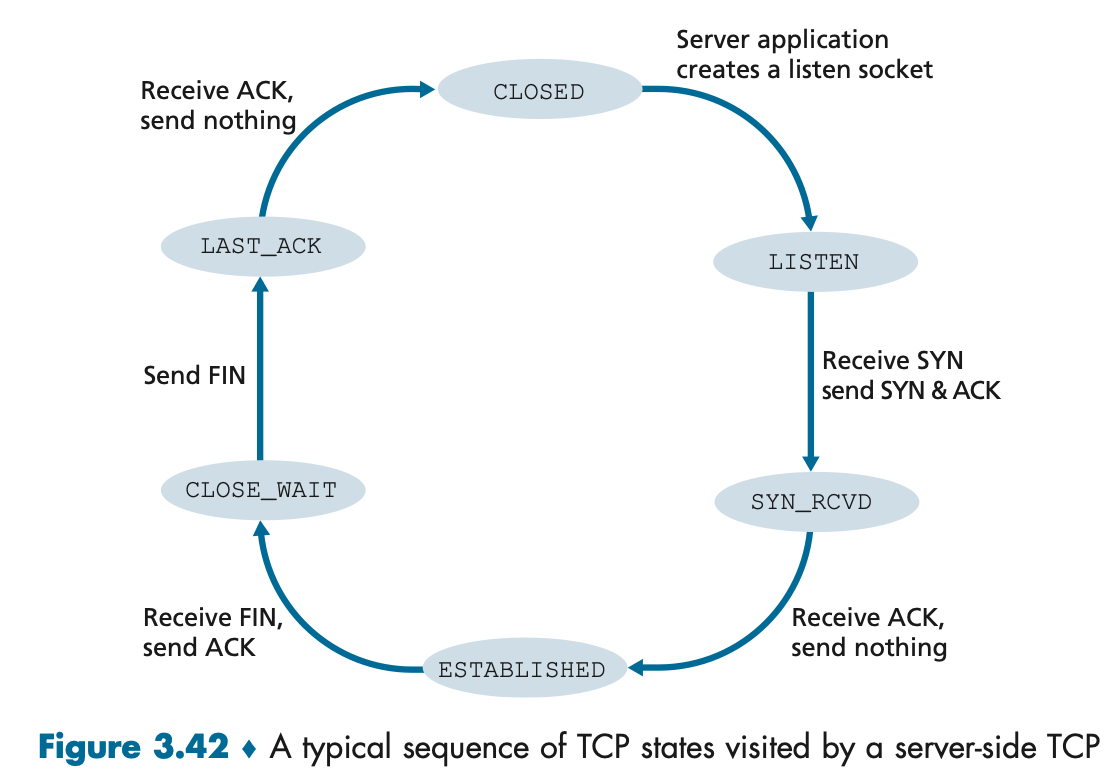 Server application
creates a listen socket
Receive ACK,
send nothing
CLOSED
LAST_ACK
LISTEN
Send FIN
Receive SYN
send SYN & ACK
CLOSE_WAIT
SYN_RCVD
Receive FIN,
send ACK
Receive ACK,
send nothing
ESTABLISHED
Figure 3.42 ♦ A typical sequence of TCP states visited by a server-side TCP